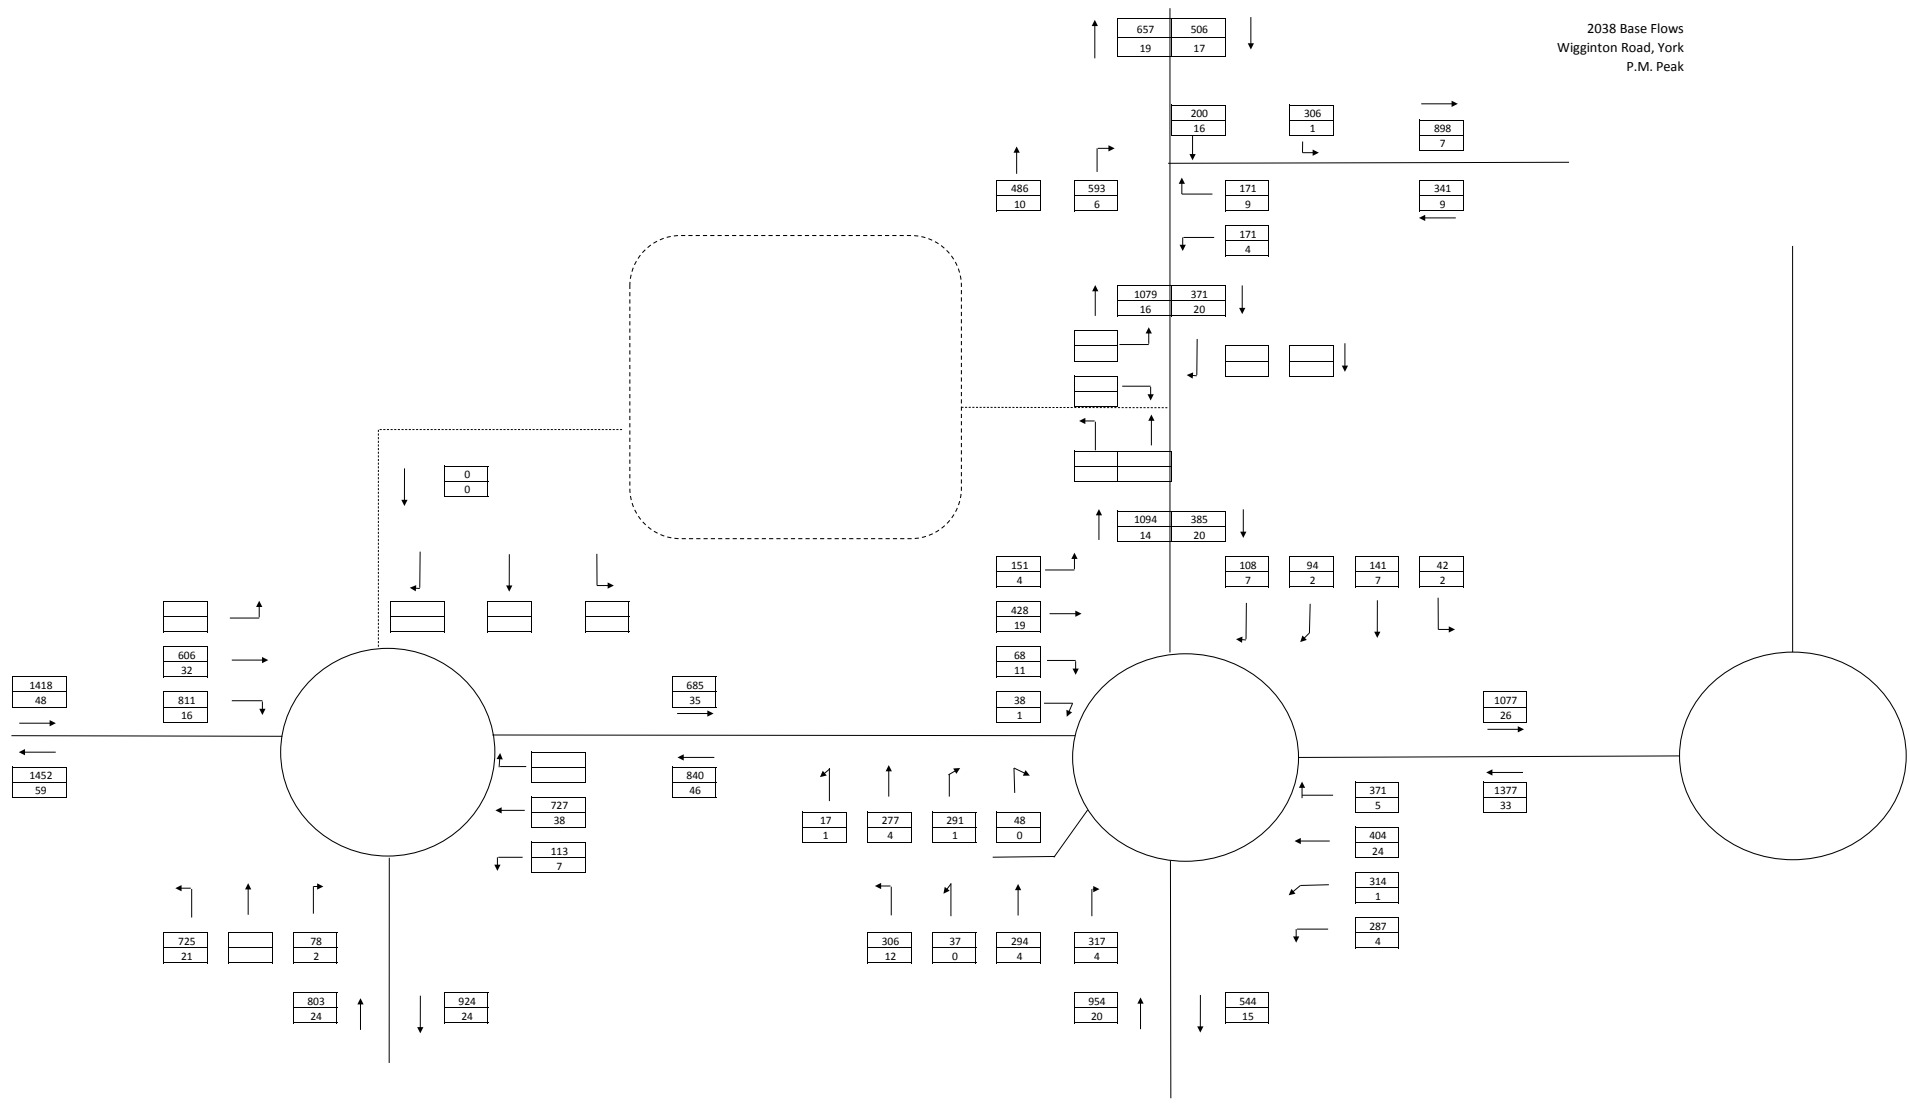 2038 Base Flows
Wigginton Road, York
P.M. Peak
657 506
19 17
200 306 898
16 1 7
486 593 171 341
10 6 9 9
171
4
1079 371
16 20
0
0
1094 385
14 20
151 108 94 141 42
4 7 2 7 2
428
19
606 68
32 11
1418 685
48 35
811 38 1077
16 1 26
1452 840 1377
59 46 33
371
5
727 17 277 291 48
38 1 4 1 0
404
24
113
7
314
1
287
4
725 78 306 37 294 317
21 2 12 0 4 4
803 924 954 544
24 24 20 15